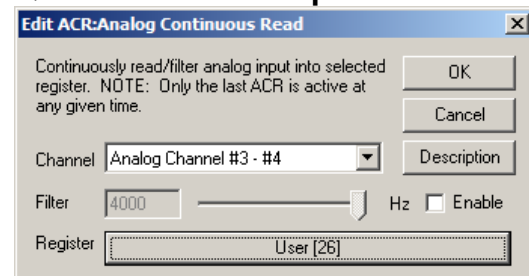 Edit ACR:Analog Continuous Read
Continuously read/filter analog input into selected
register. NOTE: Only the last ACR is active at
any given time.
OK
Cancel
Channel Analog Channel #3 - #4 Description
Filter 4000 Hz Enable
Register User [26]